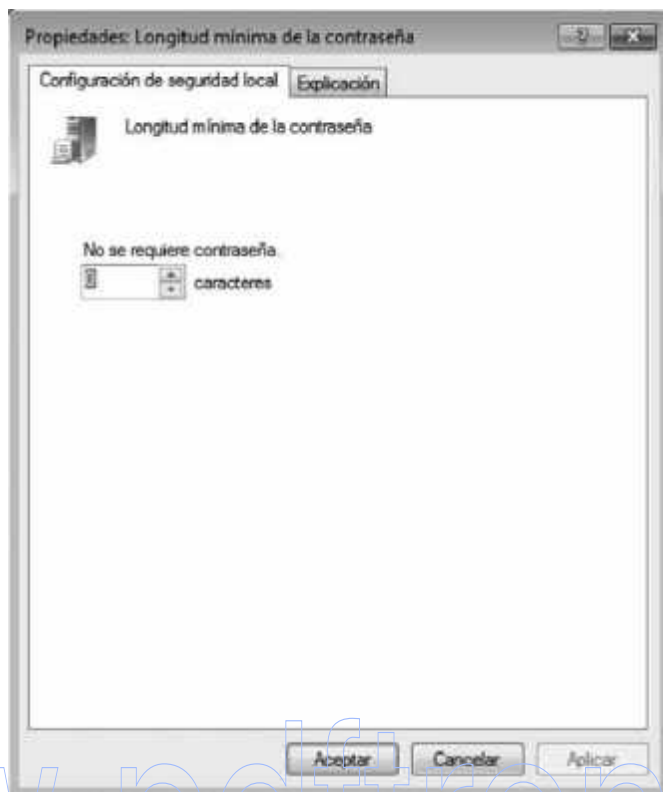 Propiedades: Longitud mínima de la contraseña
Configuración de seguridad local
Explicación
Longitud mínima de la contraseña
No se requiere contraseña.
caracteres
Aceptar
Cancelar
Aplicar